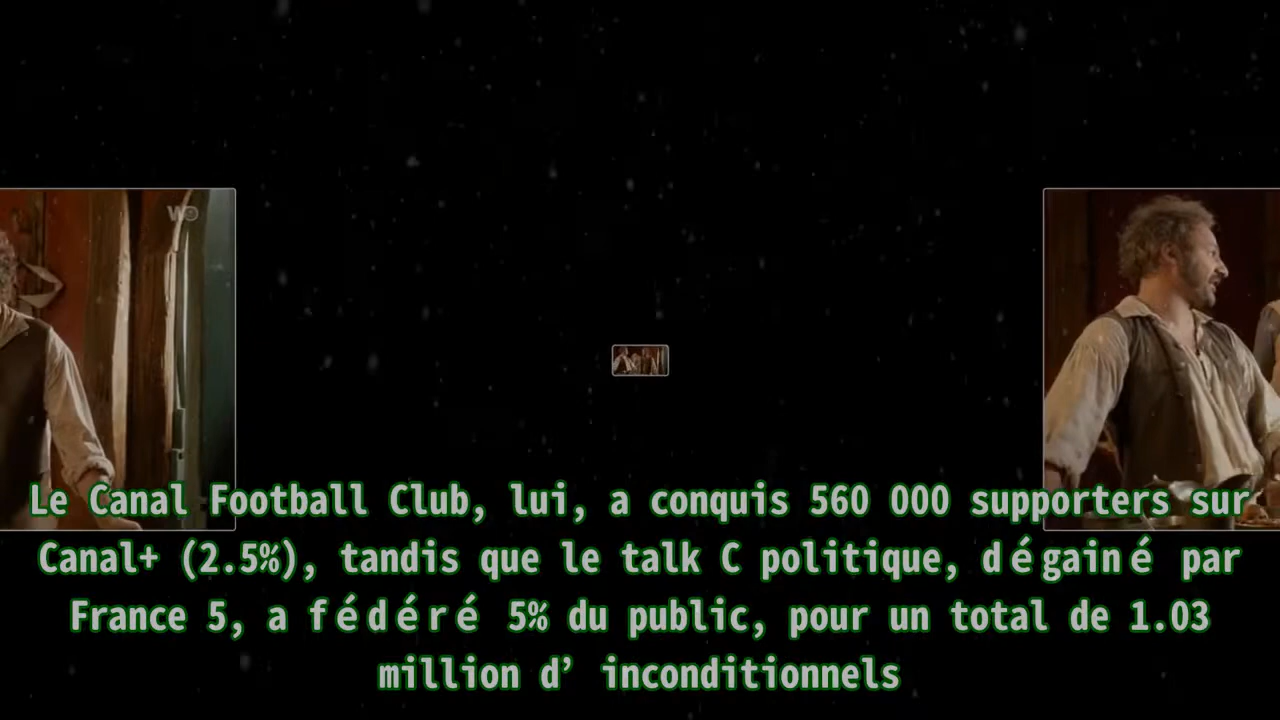 W9
Le Canal Football Club, lui, a conquis 560 000 supporters sur
Canal+ (2.5%), tandis que le talk C politique, dégainé par
France 5, a fédéré 5% du public, pour un total de 1.03
million d’ inconditionnels